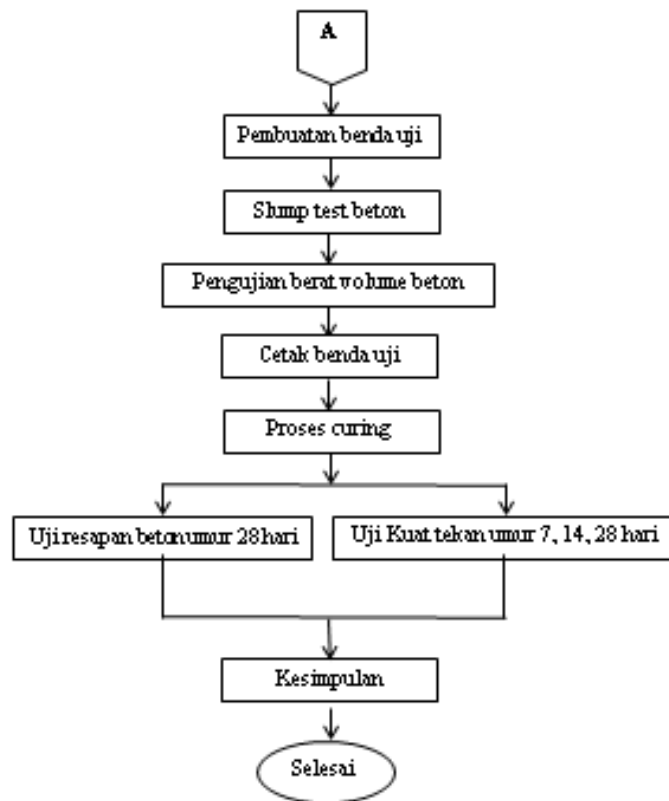 A
Pembuatan benda uji
Slump test beton
Pengujian berat volume beton
Cetak benda uji
Proses curing
Uji resapan beton umur 28 hari
Uji Kuat tekan umur 7, 14, 28 hari
Kesimpulan
Selesai